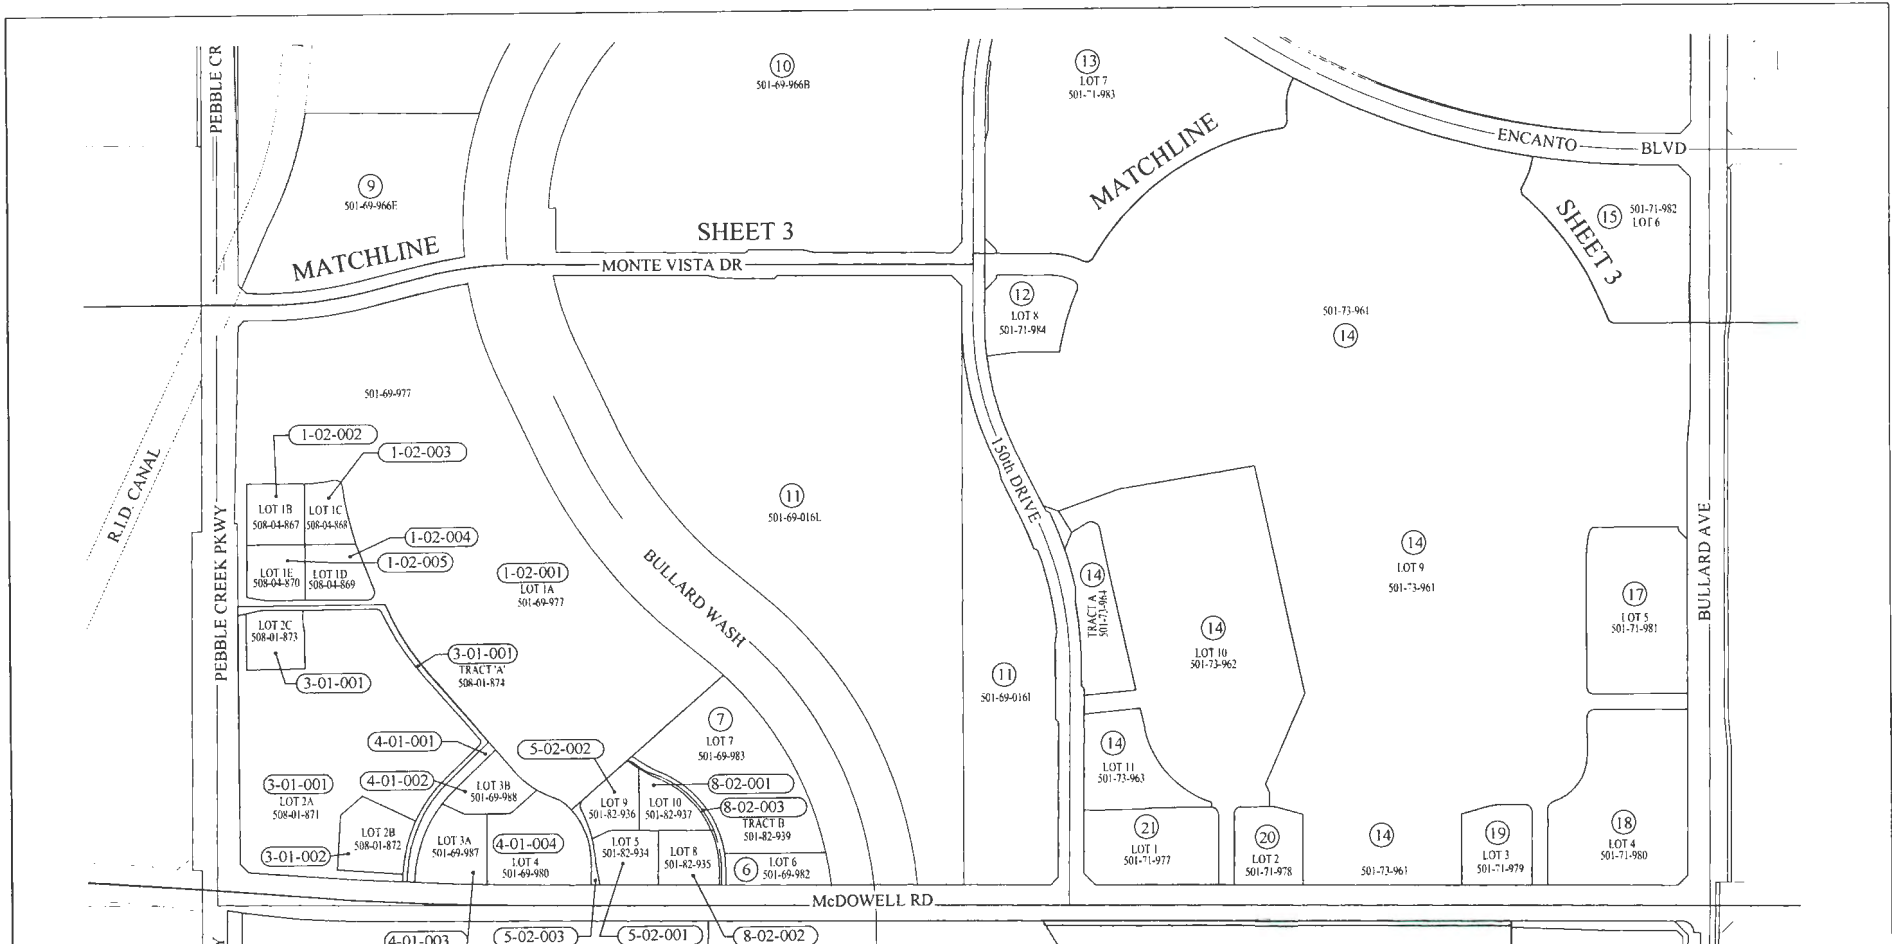 PEBBLE CR
10
501-69-966B
13
LOT 7
501-71-983
MATCHLINE
ENCANTO
BLVD
9
501-69-966E
MATCHLINE
SHEET 3
MONTE VISTA DR
15
501-71-982
LOT 6
SHEET 3
12
LOT 8
501-71-984
501-73-961
14
501-69-977
R.I.D. CANAL
1-02-002
1-02-003
LOT 1B
508-04-867
LOT 1C
508-04-868
1-02-004
1-02-005
LOT 1E
508-04-870
LOT 1D
508-04-869
1-02-001
LOT 1A
501-69-977
11
501-69-016L
150th DRIVE
BULLARD WASH
PEBBLE CREEK PKWY
BULLARD AVE
14
LOT 9
501-73-961
14
TRACT A
501-73-964
17
LOT 5
501-71-981
14
LOT 10
501-73-962
LOT 2C
508-01-873
3-01-001
TRACT 'A'
508-01-874
3-01-001
11
7
LOT 7
501-69-983
4-01-001
5-02-002
14
LOT 11
501-73-963
3-01-001
LOT 2A
508-01-871
4-01-002
LOT 3B
501-69-988
8-02-001
8-02-003
TRACT B
501-82-939
LOT 9
501-82-936
LOT 10
501-82-937
LOT 2B
508-01-872
3-01-002
LOT 3A
501-69-987
4-01-004
LOT 4
501-69-980
LOT 5
501-82-934
LOT 8
501-82-935
6
LOT 6
501-69-982
21
LOT 1
501-71-977
20
LOT 2
501-71-978
14
501-73-961
19
LOT 3
501-71-979
18
LOT 4
501-71-980
McDOWELL RD
4-01-003
5-02-003
5-02-001
8-02-002